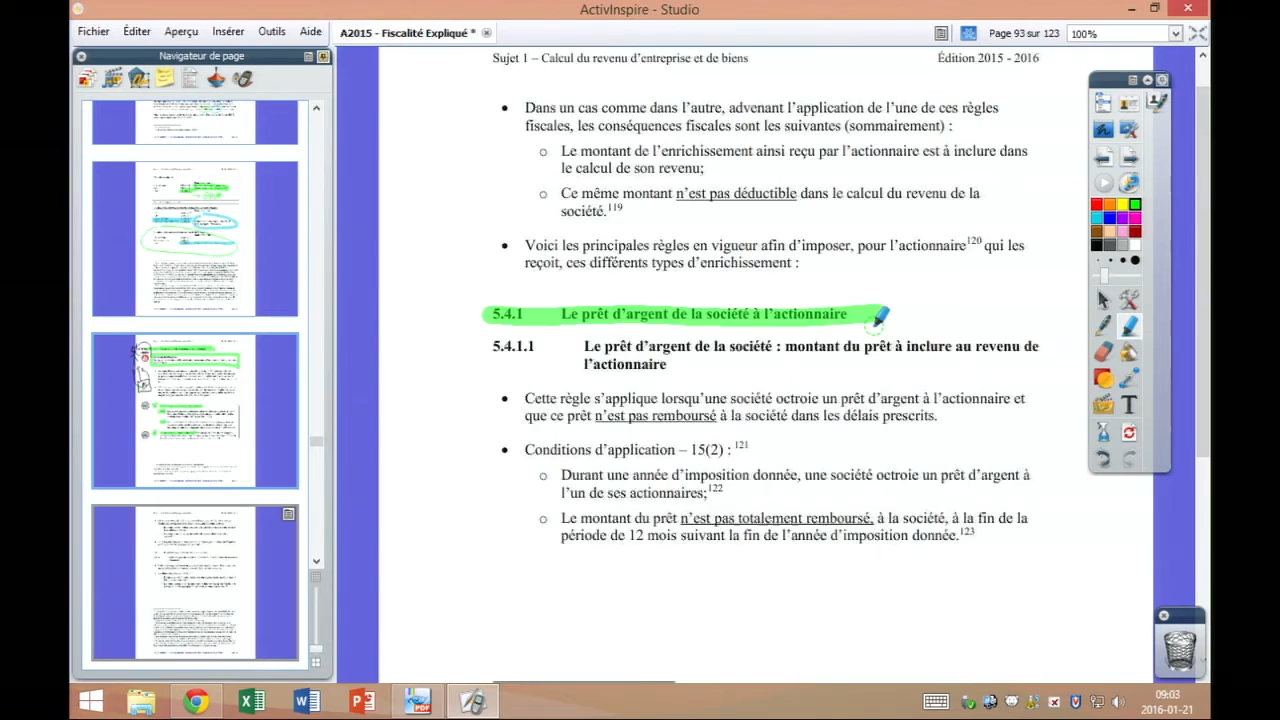 ActivInspire - Studio
Fichier Éditer Aperçu Insérer Outils Aide
A2015 - Fiscalité Expliqué *
Page 93 sur 123
100%
Navigateur de page
Sujet 1 – Calcul du revenu d'entreprise et de biens Édition 2015 - 2016
• Dans un cas comme dans l'autre, advenant l'application de l'une de ces règles
fiscales, les conséquences fiscales sont les suivantes (sommairement) :
o Le montant de l'enrichissement ainsi reçu par l'actionnaire est à inclure dans
le calcul de son revenu;
o Ce même montant n'est pas déductible dans le calcul du revenu de la
société.119
• Voici les principales règles en vigueur afin d'imposer, pour l'actionnaire120 qui les
reçoit, ces différents types d'enrichissement :
5.4.1 Le prêt d'argent de la société à l'actionnaire
5.4.1.1 Prêt d'argent de la société : montant du prêt à inclure au revenu de
l'actionnaire
• Cette règle s'applique lorsqu'une société octroie un prêt d'argent à l'actionnaire et
que ce prêt n'est pas remboursé à la société dans les délais prescrits.
• Conditions d'application – 15(2) : 121
o Durant une année d'imposition donnée, une société octroie un prêt d'argent à
l'un de ses actionnaires;122
o Le montant du prêt n'est pas totalement remboursé, à la société, à la fin de la
période de 12 mois suivant la fin de l'année d'imposition donnée.123
09:03
2016-01-21